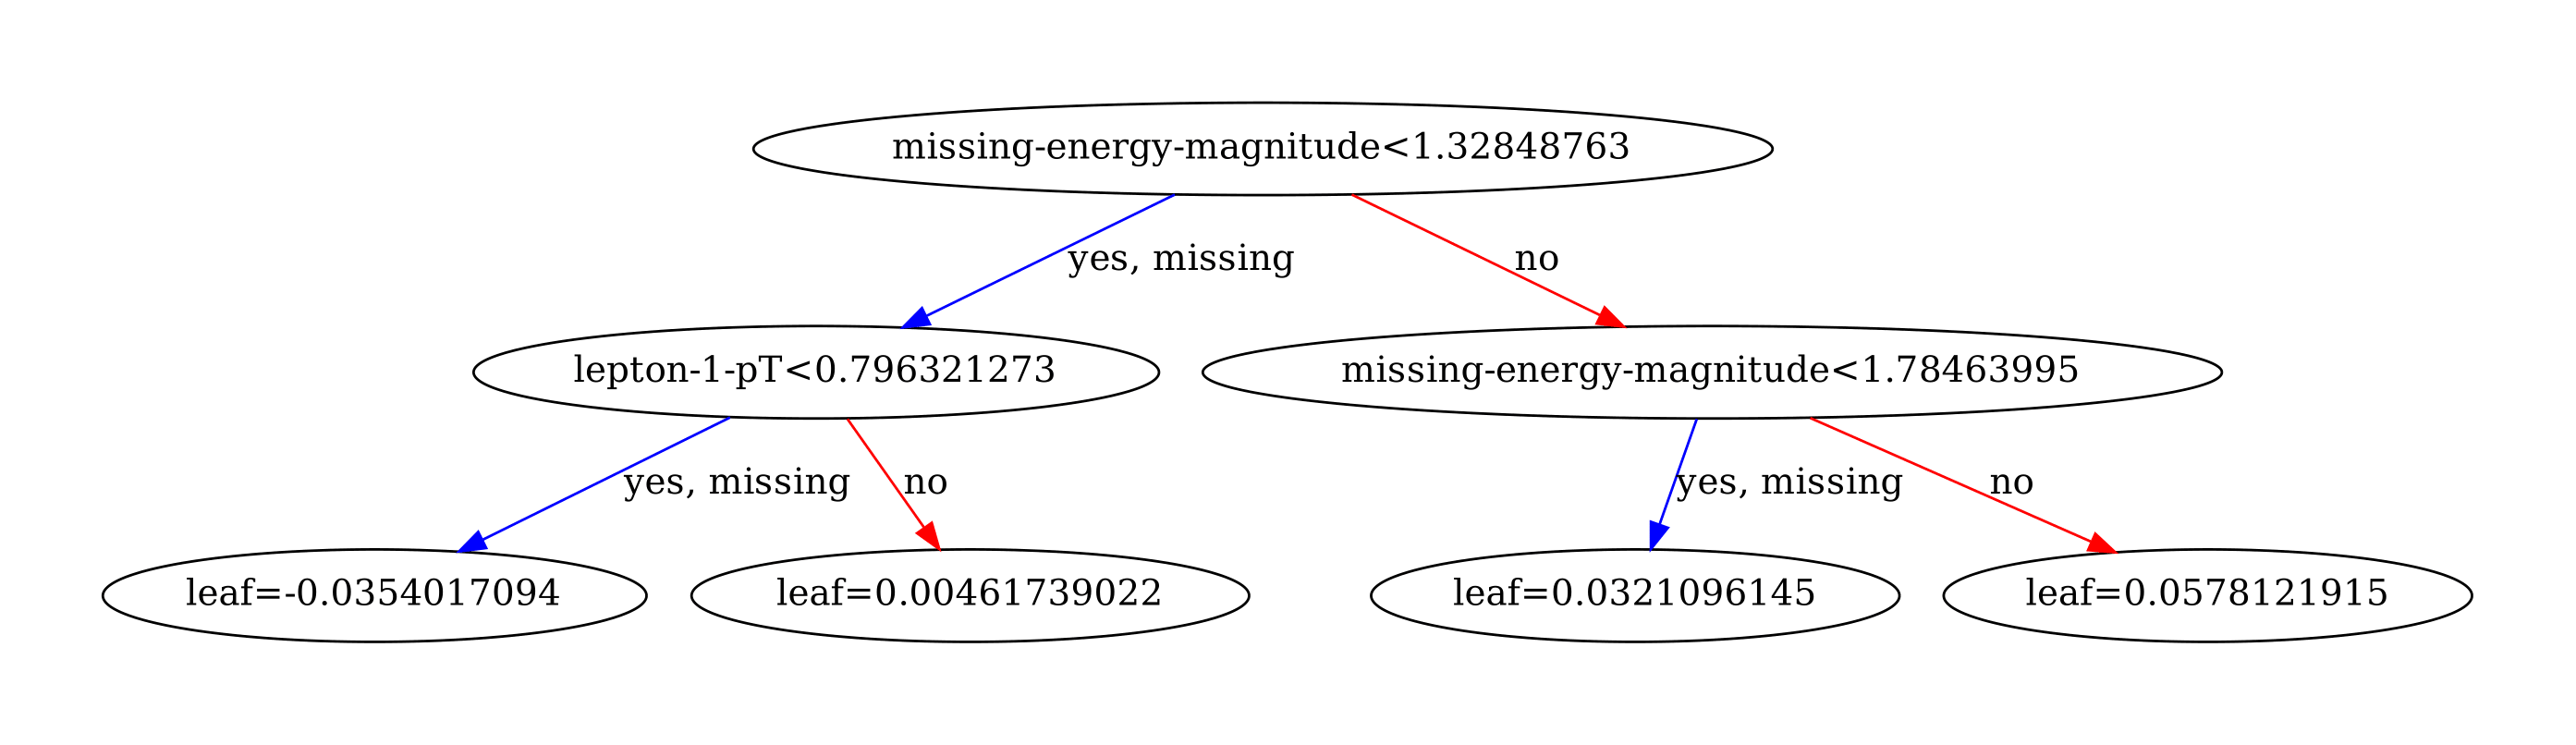 missing-energy-magnitude<1.32848763
yes, missing
no
lepton-1-pT<0.796321273
missing-energy-magnitude<1.78463995
yes, missing
no
yes, missing
no
leaf=-0.0354017094
leaf=0.00461739022
leaf=0.0321096145
leaf=0.0578121915